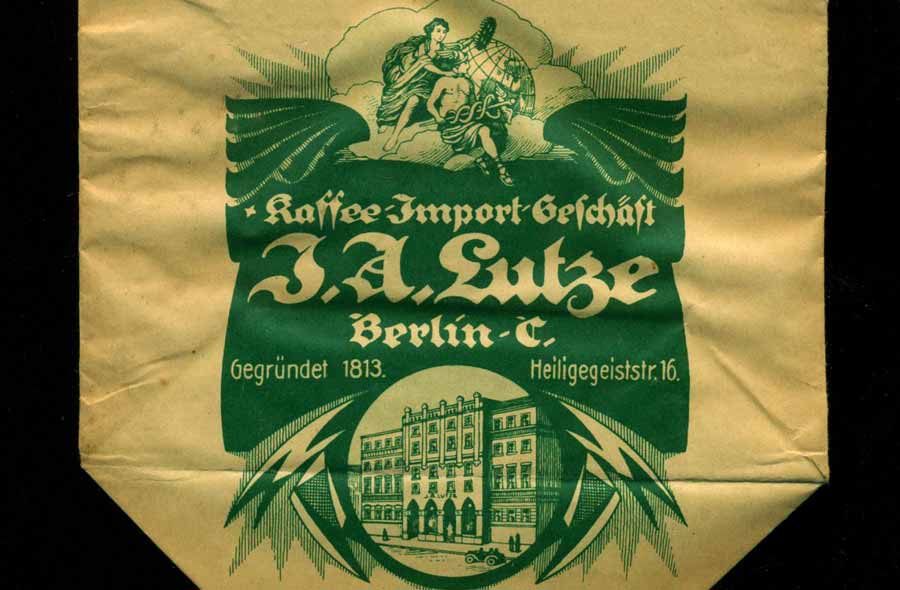 Kaffee-Import-Geschäft
J. A. Lutze
Berlin-C.
Gegründet 1813.
Heiligegeiststr. 16.